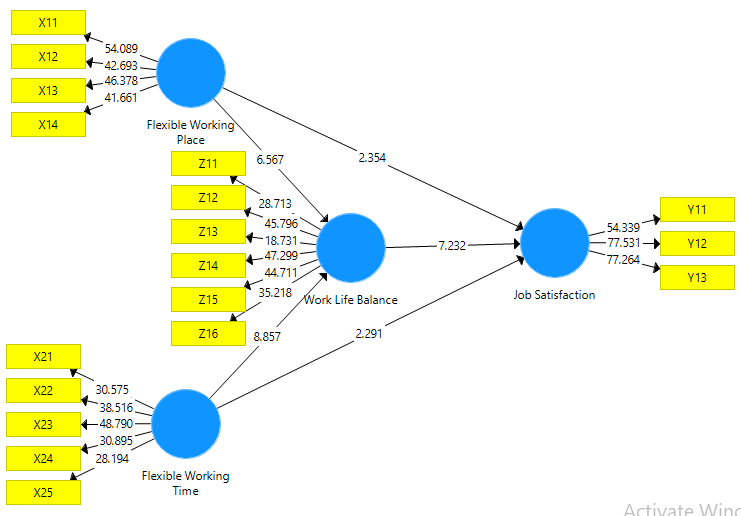 X11
54.089
X12
42.693
X13
46.378
X14
41.661
Flexible Working
Place
6.567
2.354
Z11
28.713
Z12
45.796
Z13
18.731
Z14
47.299
Z15
44.711
Z16
35.218
Work Life Balance
7.232
Y11
54.339
Y12
77.531
Y13
77.264
Job Satisfaction
8.857
2.291
X21
30.575
X22
38.516
X23
48.790
X24
30.895
X25
28.194
Flexible Working
Time
Activate Wind